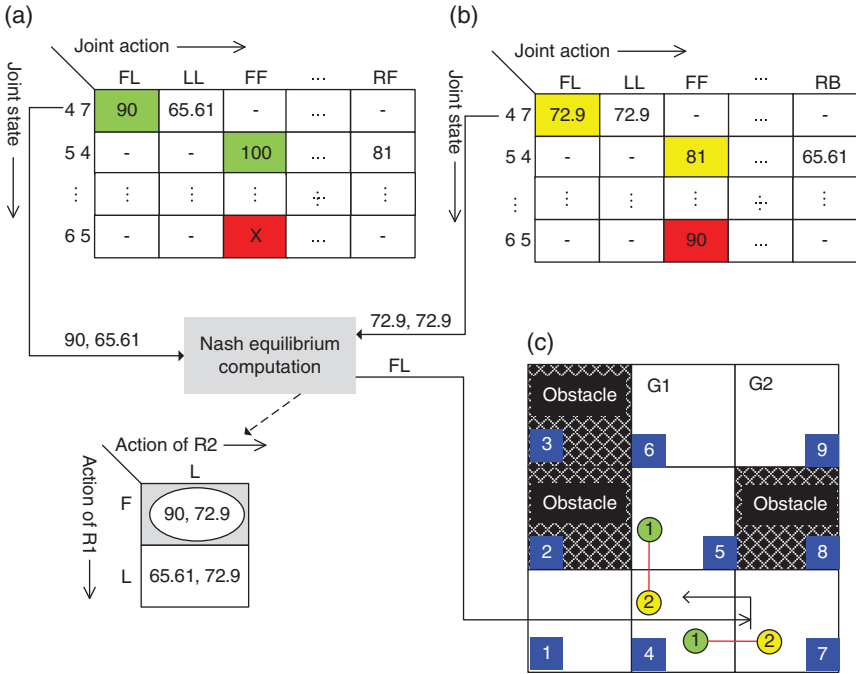 (a)
Joint action
Joint state
FL LL FF ... RF
4 7 90 65.61 - ... -
5 4 - - 100 ... 81
⋮ ⋮ ⋮ ⋮ ⋮ ⋮
6 5 - - X ... -
(b)
Joint action
Joint state
FL LL FF ... RB
4 7 72.9 72.9 - ... -
5 4 - - 81 ... 65.61
⋮ ⋮ ⋮ ⋮ ⋮ ⋮
6 5 - - 90 ... -
90, 65.61
Nash equilibrium
computation
72.9, 72.9
FL
Action of R2
Action of R1
L
F 90, 72.9
L 65.61, 72.9
(c)
Obstacle G1 G2
3 6 9
Obstacle Obstacle
1
2 5 8
2
1 2
1 4 7